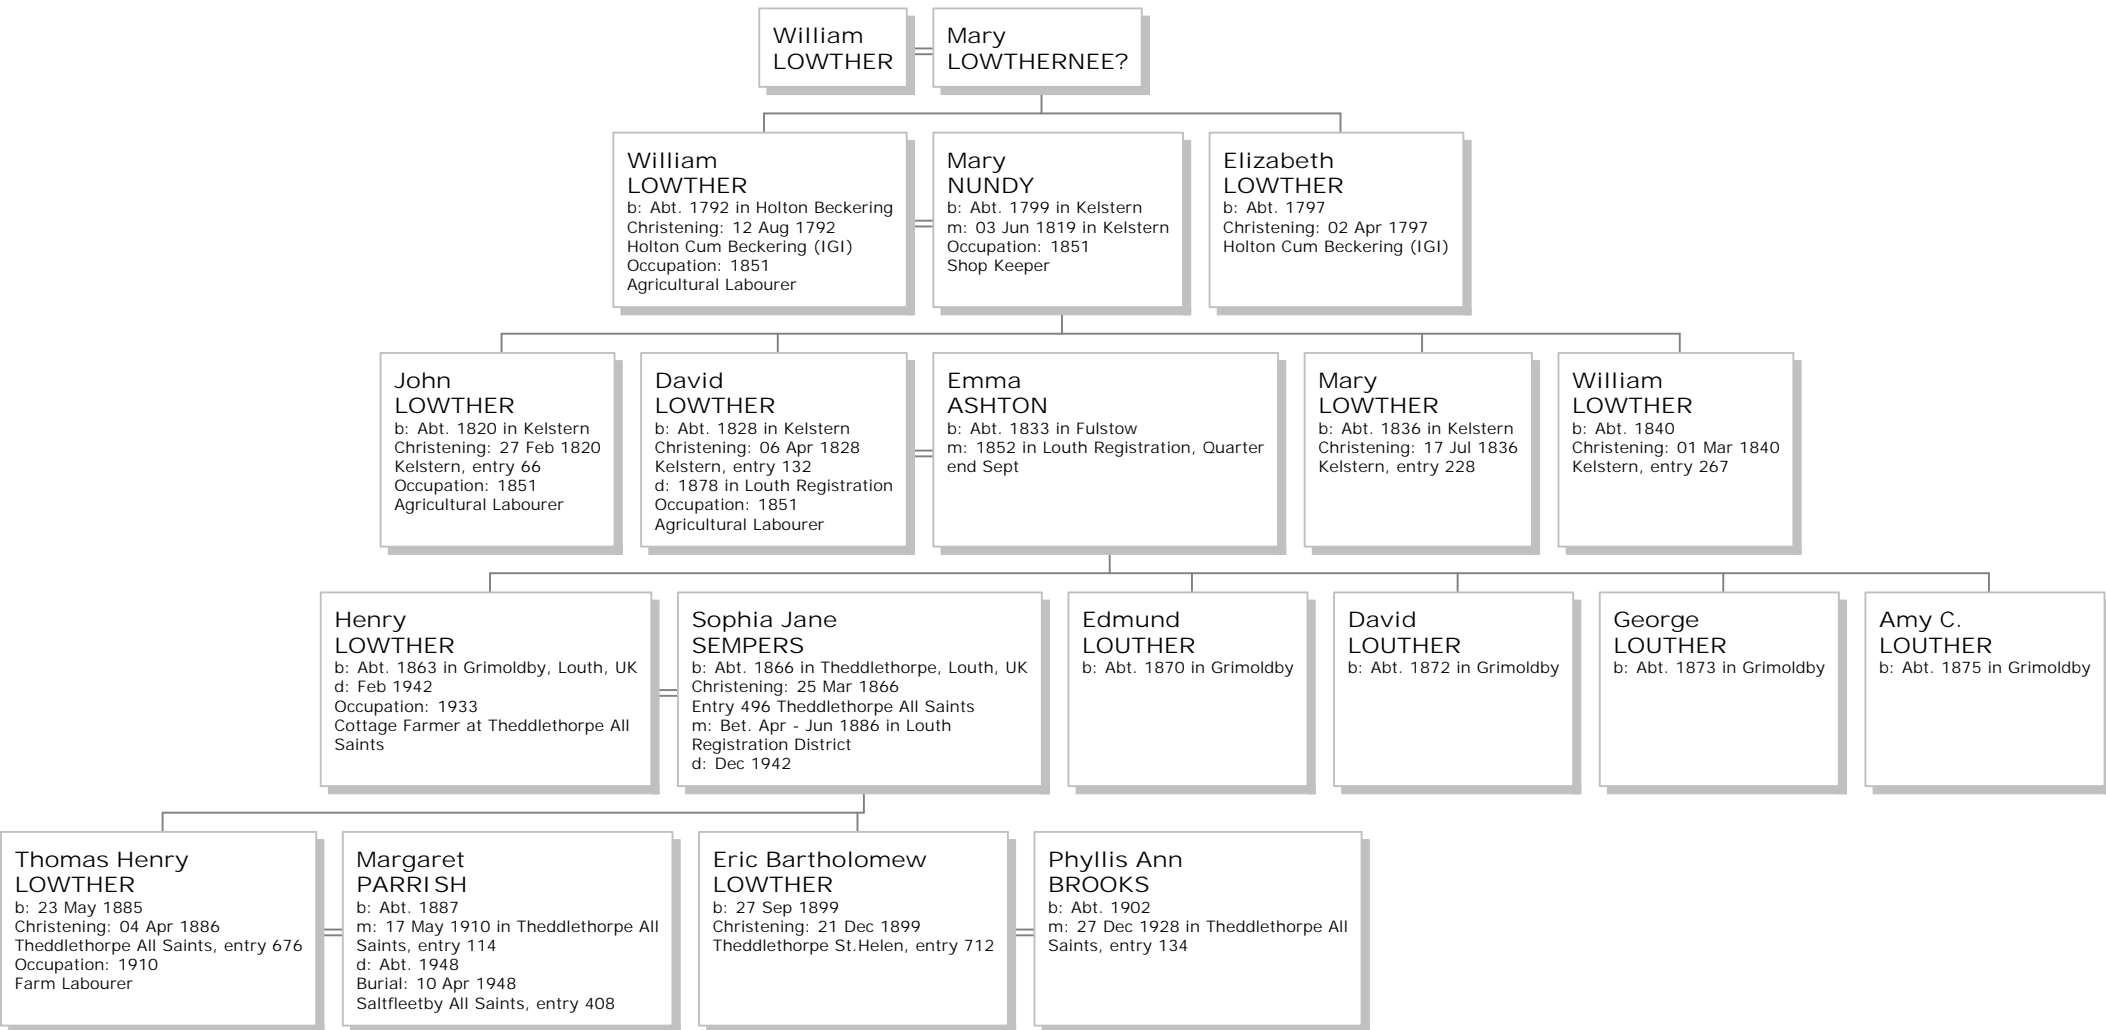 William
LOWTHER
Mary
LOWTHERNEE?
William
LOWTHER
b: Abt. 1792 in Holton Beckering
Christening: 12 Aug 1792
Holton Cum Beckering (IGI)
Occupation: 1851
Agricultural Labourer
Mary
NUNDY
b: Abt. 1799 in Kelstern
m: 03 Jun 1819 in Kelstern
Occupation: 1851
Shop Keeper
Elizabeth
LOWTHER
b: Abt. 1797
Christening: 02 Apr 1797
Holton Cum Beckering (IGI)
John
LOWTHER
b: Abt. 1820 in Kelstern
Christening: 27 Feb 1820
Kelstern, entry 66
Occupation: 1851
Agricultural Labourer
David
LOWTHER
b: Abt. 1828 in Kelstern
Christening: 06 Apr 1828
Kelstern, entry 132
d: 1878 in Louth Registration
Occupation: 1851
Agricultural Labourer
Emma
ASHTON
b: Abt. 1833 in Fulstow
m: 1852 in Louth Registration, Quarter
end Sept
Mary
LOWTHER
b: Abt. 1836 in Kelstern
Christening: 17 Jul 1836
Kelstern, entry 228
William
LOWTHER
b: Abt. 1840
Christening: 01 Mar 1840
Kelstern, entry 267
Henry
LOWTHER
b: Abt. 1863 in Grimoldby, Louth, UK
d: Feb 1942
Occupation: 1933
Cottage Farmer at Theddlethorpe All
Saints
Sophia Jane
SEMPERS
b: Abt. 1866 in Theddlethorpe, Louth, UK
Christening: 25 Mar 1866
Entry 496 Theddlethorpe All Saints
m: Bet. Apr - Jun 1886 in Louth
Registration District
d: Dec 1942
Edmund
LOUTHER
b: Abt. 1870 in Grimoldby
David
LOUTHER
b: Abt. 1872 in Grimoldby
George
LOUTHER
b: Abt. 1873 in Grimoldby
Amy C.
LOUTHER
b: Abt. 1875 in Grimoldby
Thomas Henry
LOWTHER
b: 23 May 1885
Christening: 04 Apr 1886
Theddlethorpe All Saints, entry 676
Occupation: 1910
Farm Labourer
Margaret
PARRISH
b: Abt. 1887
m: 17 May 1910 in Theddlethorpe All
Saints, entry 114
d: Abt. 1948
Burial: 10 Apr 1948
Saltfleetby All Saints, entry 408
Eric Bartholomew
LOWTHER
b: 27 Sep 1899
Christening: 21 Dec 1899
Theddlethorpe St.Helen, entry 712
Phyllis Ann
BROOKS
b: Abt. 1902
m: 27 Dec 1928 in Theddlethorpe All
Saints, entry 134